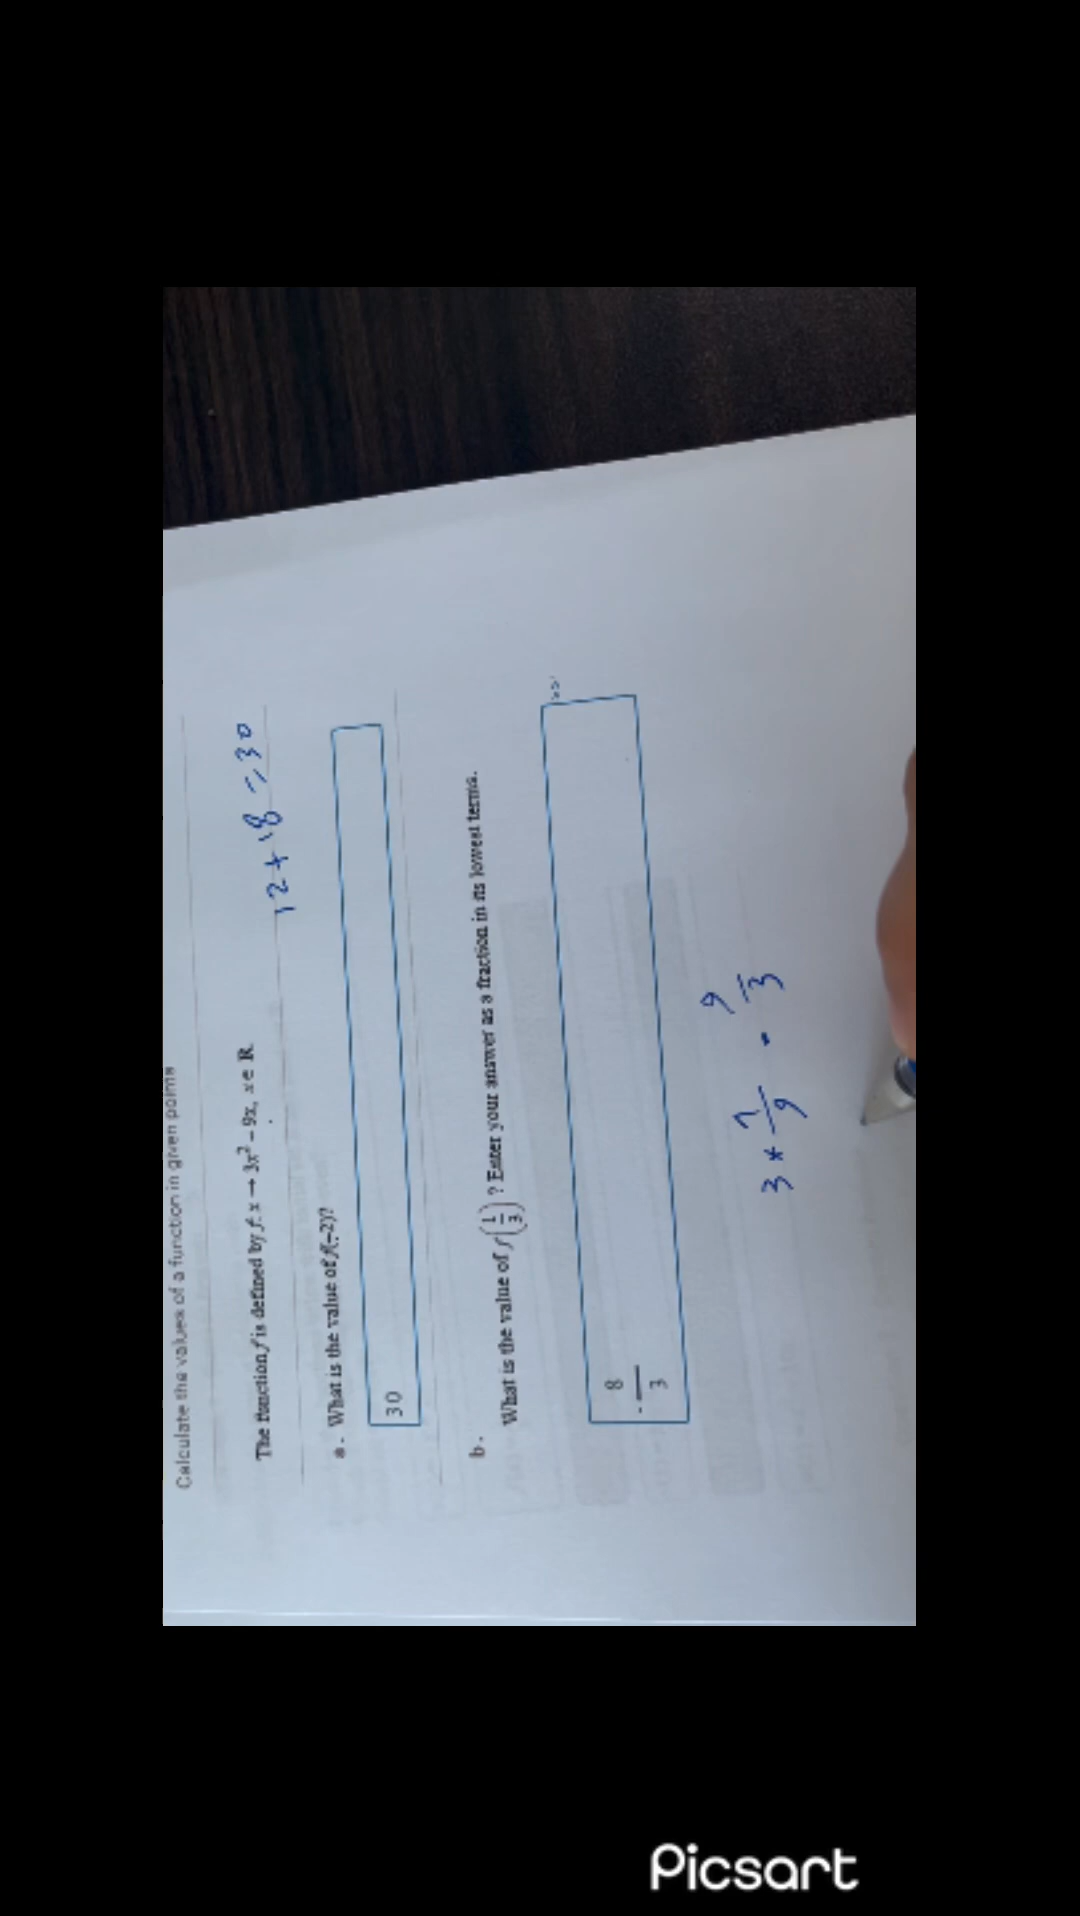 Calculate the values of a function in given points
The function f is defined by f: x → 3x² – 9x, x ∈ R
12 + 18 = 30
a. What is the value of f(–2)?
30
b.
What is the value of f(1/3)? Enter your answer as a fraction in its lowest terms.
- 8/3
3 * 1/9 - 9/3
Picsart